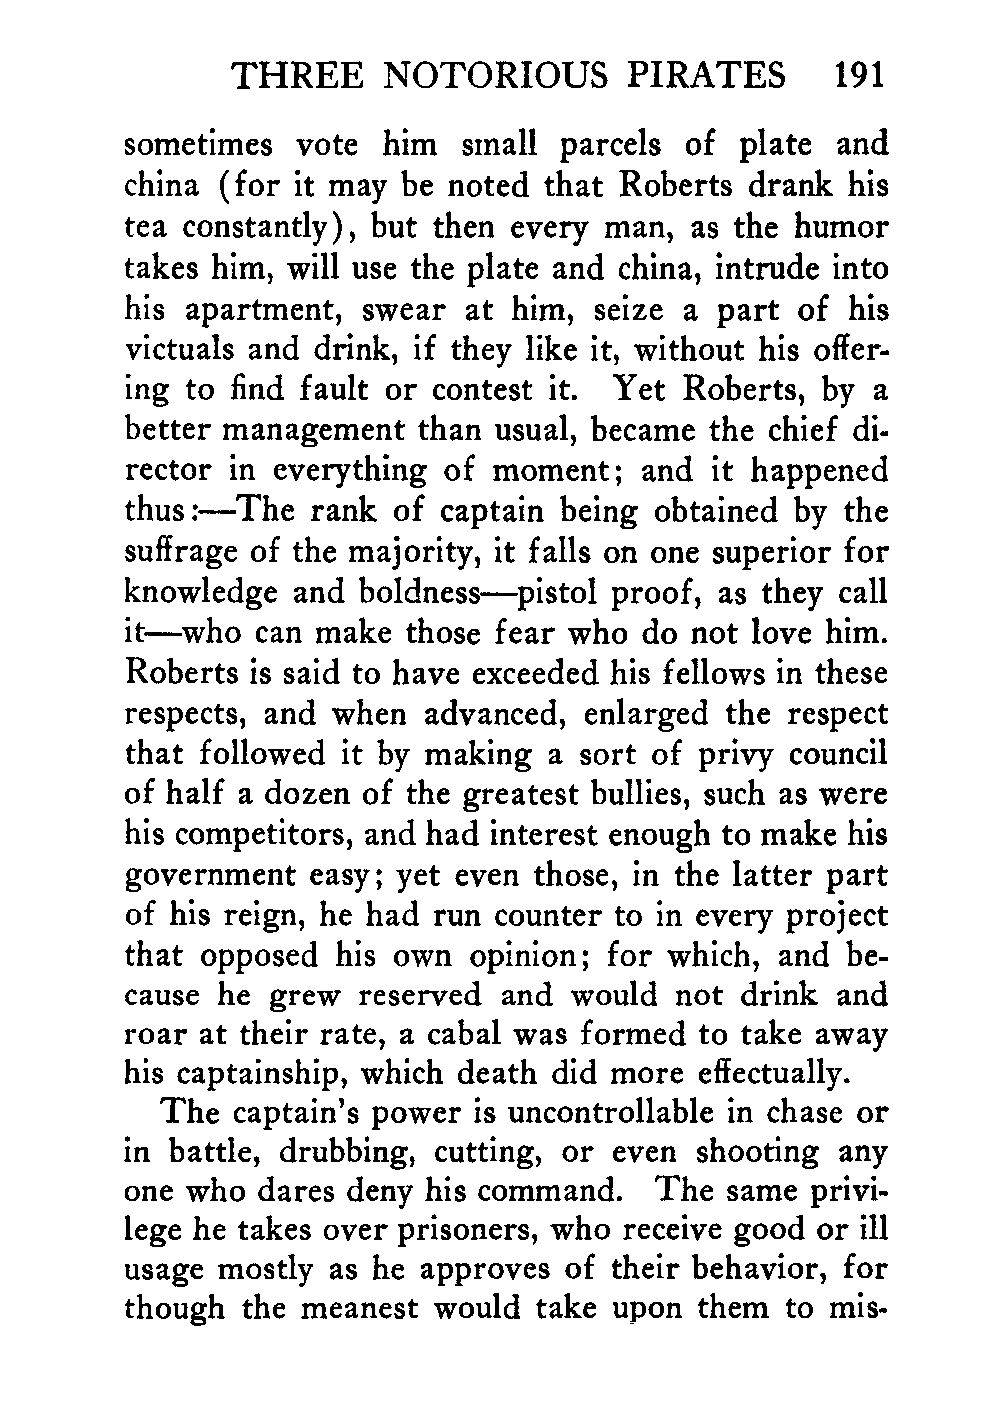 THREE NOTORIOUS PIRATES 191
sometimes vote him small parcels of plate and
china (for it may be noted that Roberts drank his
tea constantly), but then every man, as the humor
takes him, will use the plate and china, intrude into
his apartment, swear at him, seize a part of his
victuals and drink, if they like it, without his offer-
ing to find fault or contest it. Yet Roberts, by a
better management than usual, became the chief di-
rector in everything of moment; and it happened
thus:—The rank of captain being obtained by the
suffrage of the majority, it falls on one superior for
knowledge and boldness—pistol proof, as they call
it—who can make those fear who do not love him.
Roberts is said to have exceeded his fellows in these
respects, and when advanced, enlarged the respect
that followed it by making a sort of privy council
of half a dozen of the greatest bullies, such as were
his competitors, and had interest enough to make his
government easy; yet even those, in the latter part
of his reign, he had run counter to in every project
that opposed his own opinion; for which, and be-
cause he grew reserved and would not drink and
roar at their rate, a cabal was formed to take away
his captainship, which death did more effectually.
The captain's power is uncontrollable in chase or
in battle, drubbing, cutting, or even shooting any
one who dares deny his command. The same privi-
lege he takes over prisoners, who receive good or ill
usage mostly as he approves of their behavior, for
though the meanest would take upon them to mis-